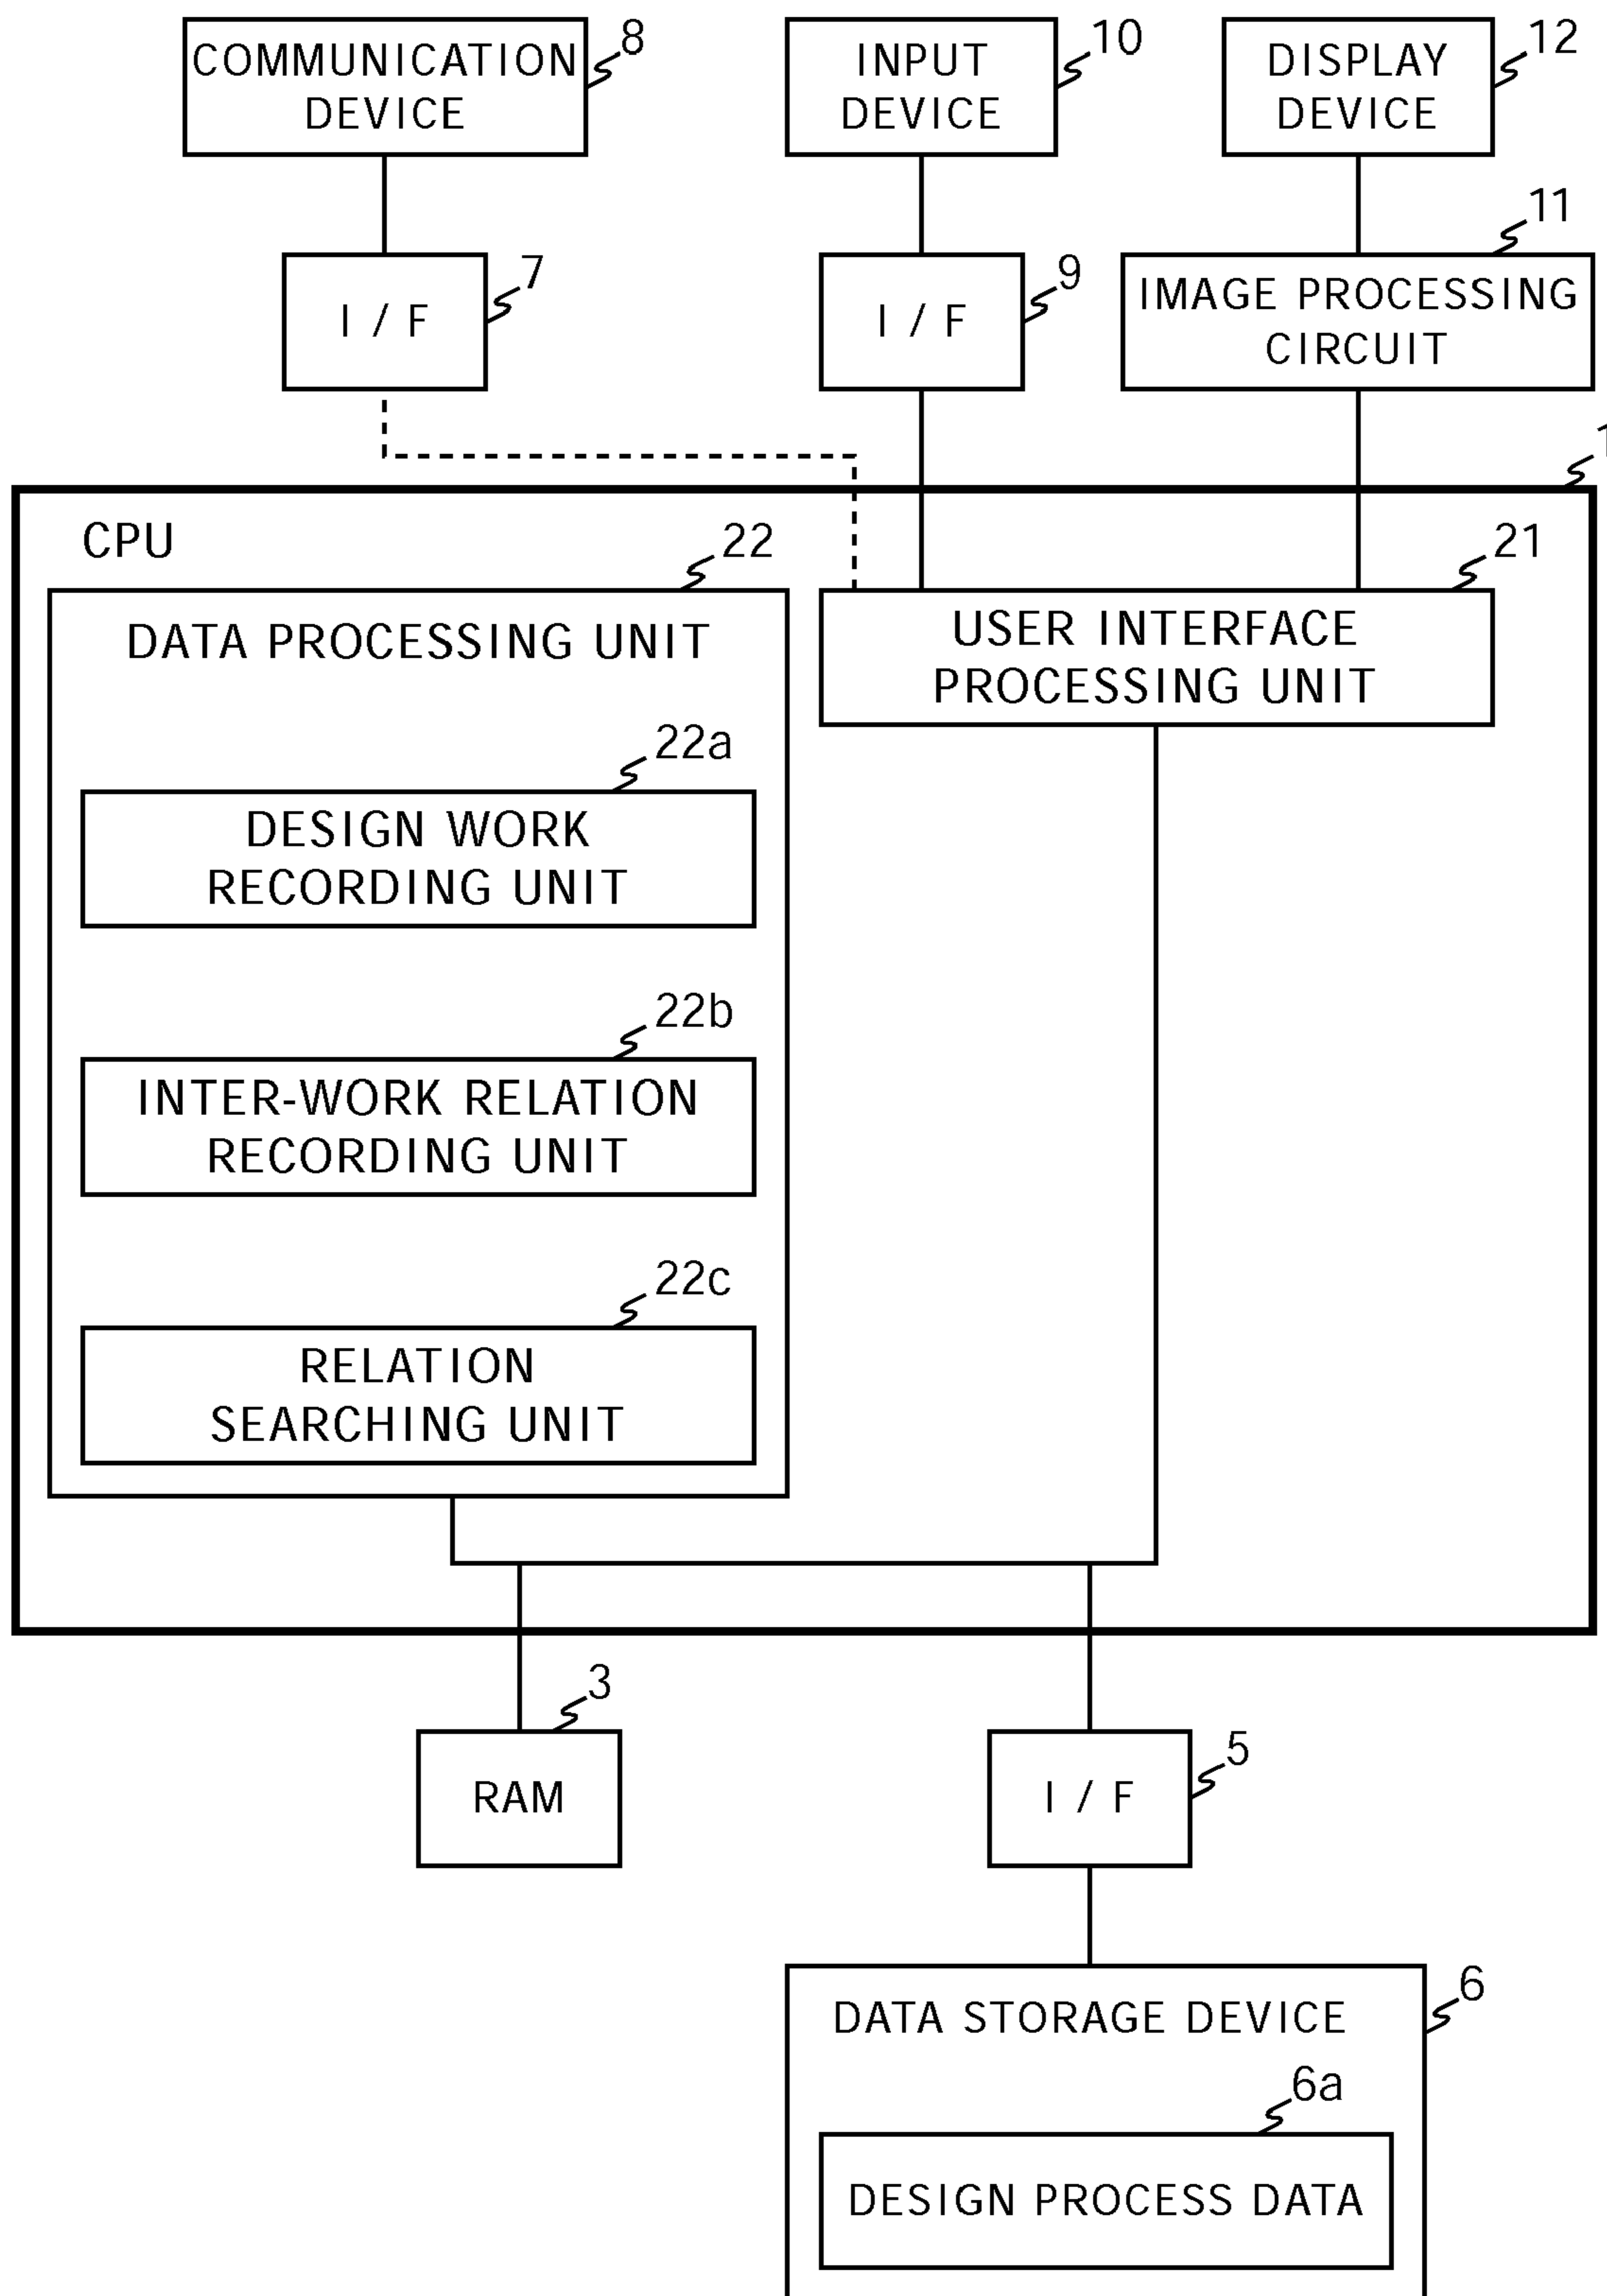 COMMUNICATION
DEVICE
8
INPUT
DEVICE
10
DISPLAY
DEVICE
12
I / F
7
I / F
9
IMAGE PROCESSING
CIRCUIT
11
1
CPU
22
DATA PROCESSING UNIT
21
USER INTERFACE
PROCESSING UNIT
22a
DESIGN WORK
RECORDING UNIT
22b
INTER-WORK RELATION
RECORDING UNIT
22c
RELATION
SEARCHING UNIT
3
RAM
5
I / F
6
DATA STORAGE DEVICE
6a
DESIGN PROCESS DATA